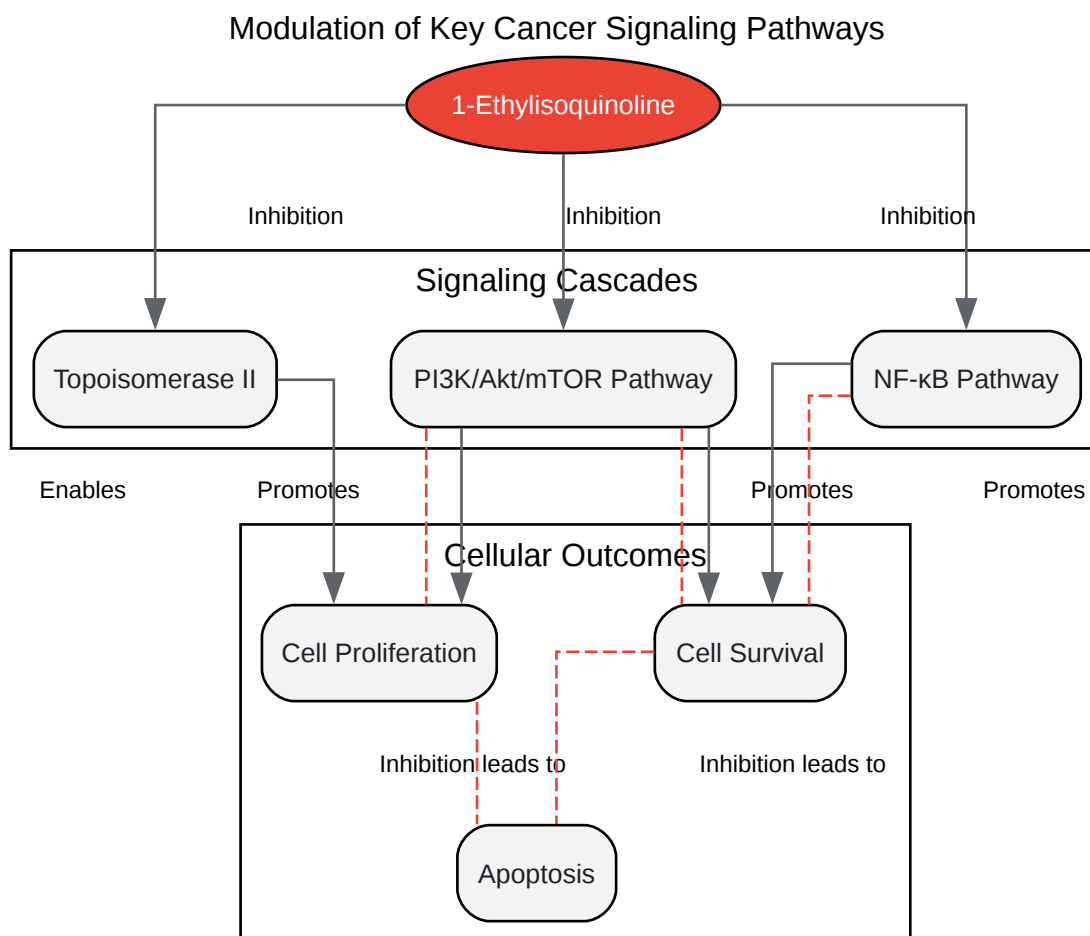 Modulation of Key Cancer Signaling Pathways
1-Ethylisoquinoline
Inhibition
Inhibition
Inhibition
Signaling Cascades
Topoisomerase II
PI3K/Akt/mTOR Pathway
NF-κB Pathway
Enables
Promotes
Promotes
Promotes
Cellular Outcomes
Cell Proliferation
Cell Survival
Inhibition leads to
Inhibition leads to
Apoptosis